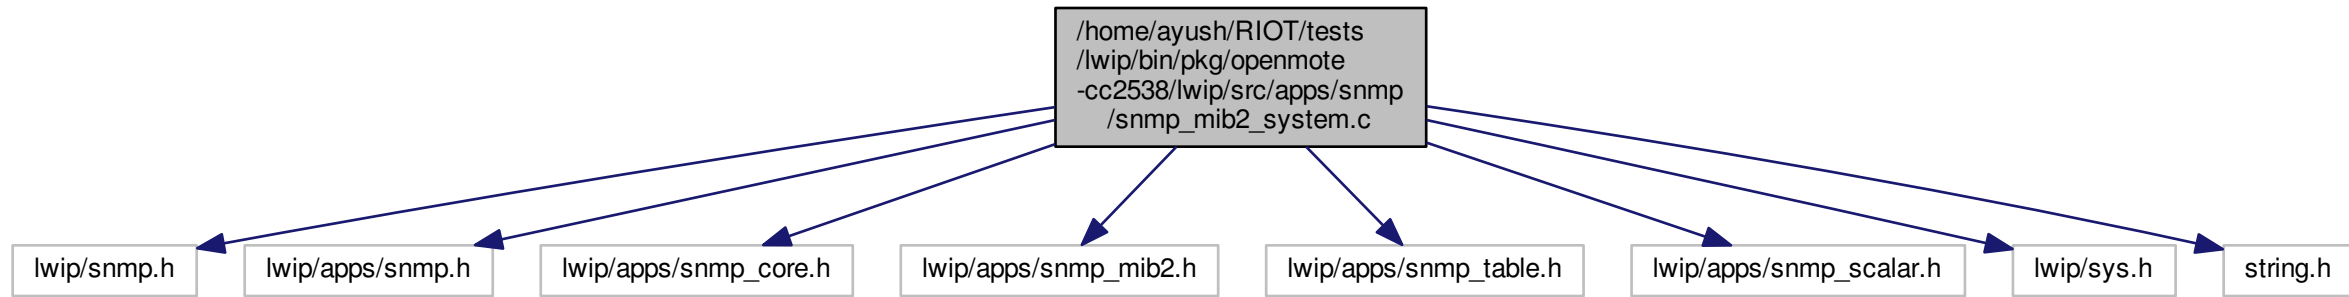 /home/ayush/RIOT/tests
/lwip/bin/pkg/openmote
-cc2538/lwip/src/apps/snmp
/snmp_mib2_system.c
lwip/snmp.h
lwip/apps/snmp.h
lwip/apps/snmp_core.h
lwip/apps/snmp_mib2.h
lwip/apps/snmp_table.h
lwip/apps/snmp_scalar.h
lwip/sys.h
string.h